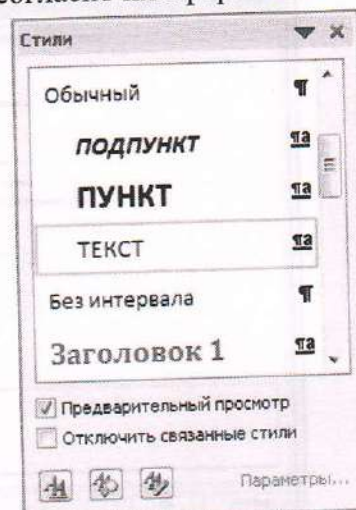 Стили
Обычный ¶
ПОДПУНКТ ¶а
ПУНКТ ¶а
ТЕКСТ ¶а
Без интервала ¶
Заголовок 1 ¶а
Предварительный просмотр
Отключить связанные стили
Параметры...